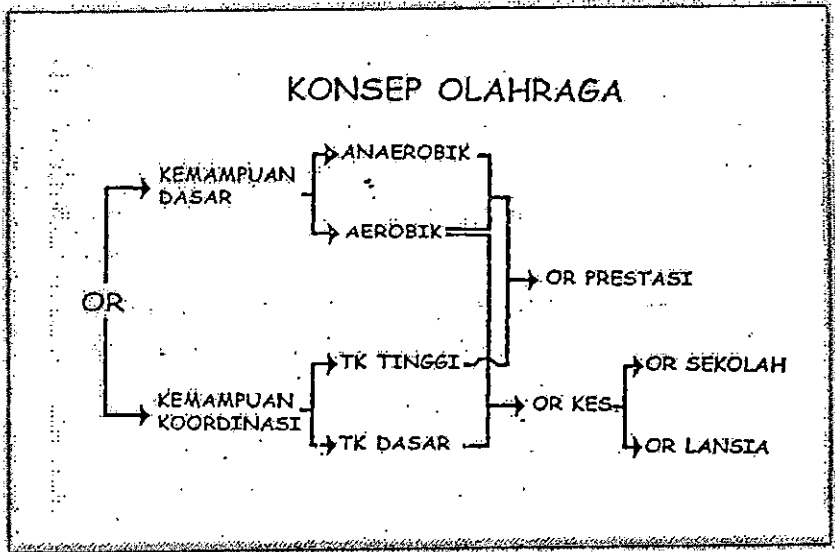 KONSEP OLAHRAGA
KEMAMPUAN
DASAR
ANAEROBIK
AEROBIK
OR
OR PRESTASI
KEMAMPUAN
KOORDINASI
TK TINGGI
TK DASAR
OR KES
OR SEKOLAH
OR LANSIA